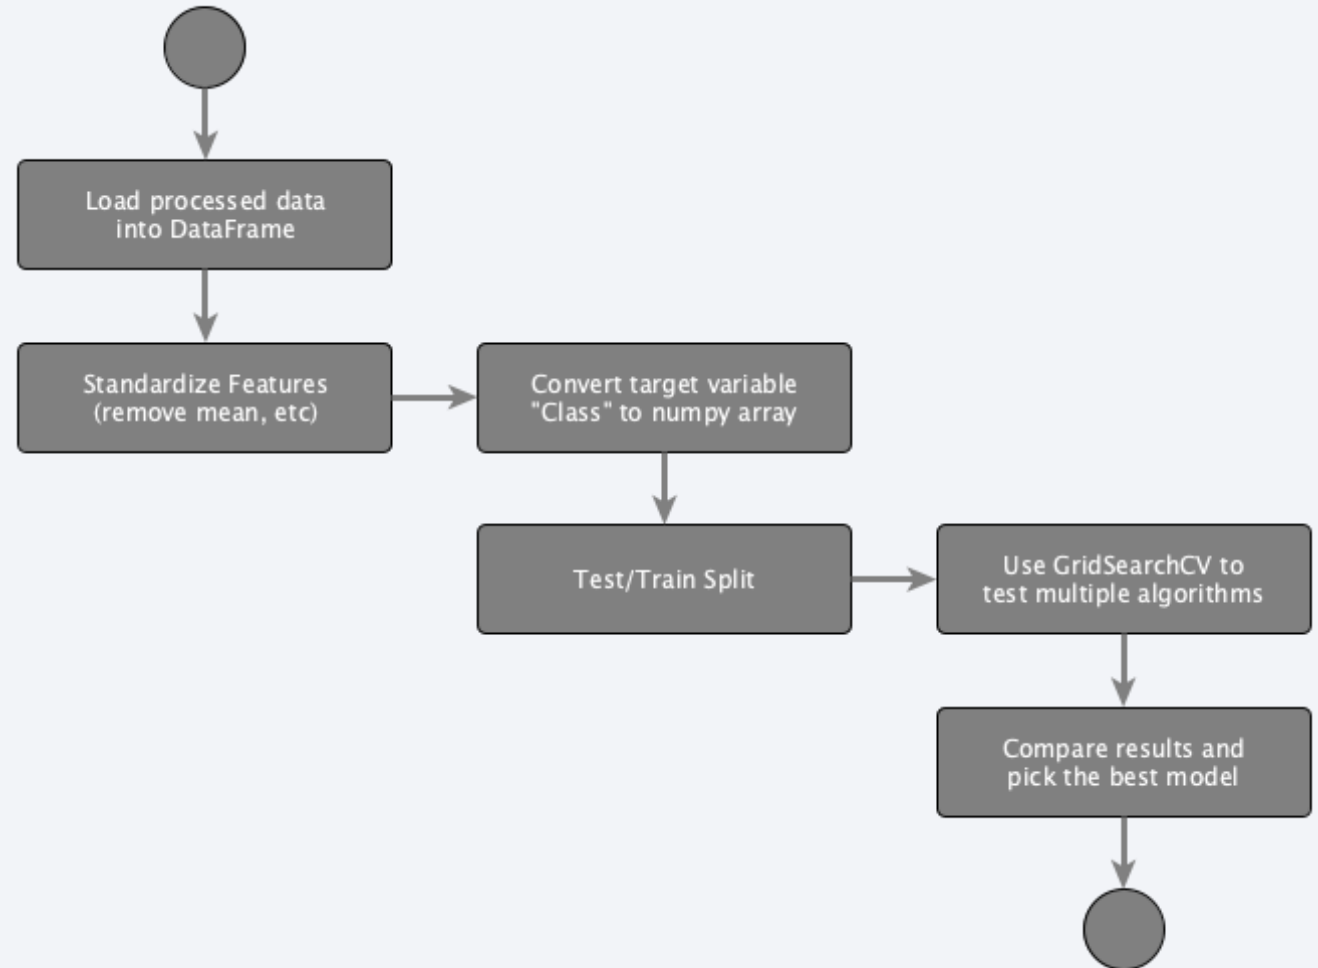 Load processed data
into DataFrame
Standardize Features
(remove mean, etc)
Convert target variable
"Class" to numpy array
Test/Train Split
Use GridSearchCV to
test multiple algorithms
Compare results and
pick the best model